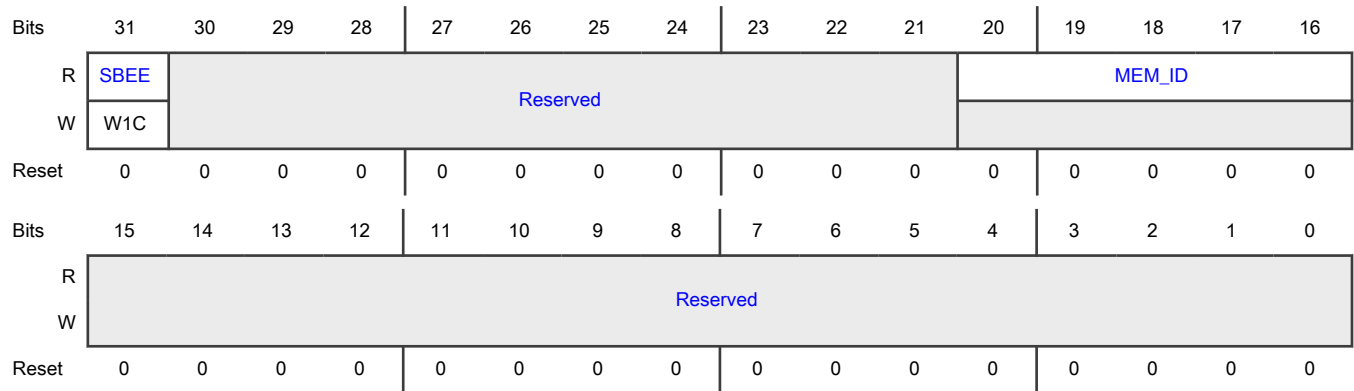 Bits 31 30 29 28 27 26 25 24 23 22 21 20 19 18 17 16
R SBEE Reserved MEM_ID
W W1C
Reset 0 0 0 0 0 0 0 0 0 0 0 0 0 0 0 0
Bits 15 14 13 12 11 10 9 8 7 6 5 4 3 2 1 0
R
Reserved
W
Reset 0 0 0 0 0 0 0 0 0 0 0 0 0 0 0 0